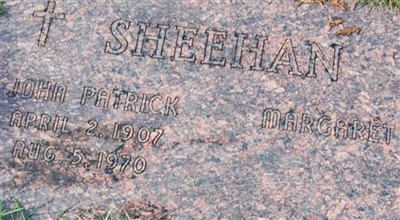 SHEEHAN
JOHN PATRICK
APRIL 2, 1907
AUG. 5, 1970
MARGARET